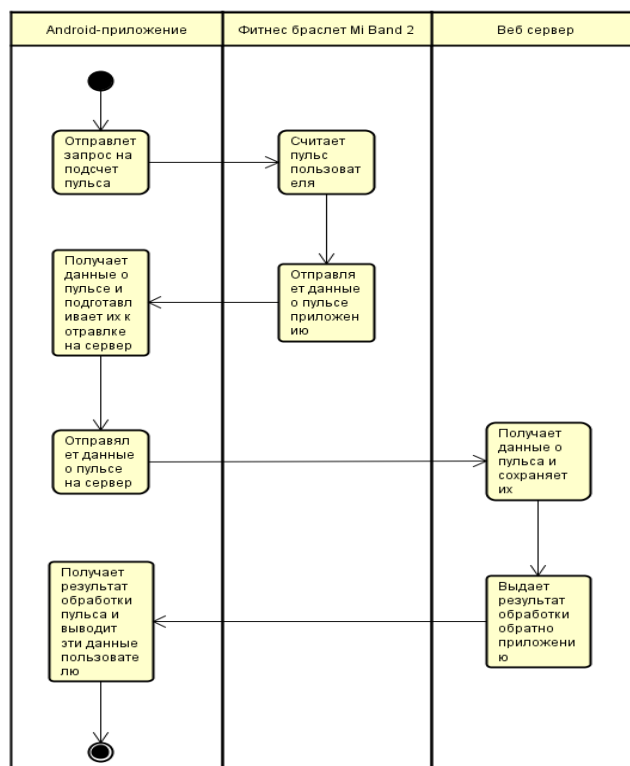 Android-приложение
Фитнес браслет Mi Band 2
Веб сервер
Отправлет
запрос на
подсчет
пульса
Считает
пульс
пользоват
еля
Получает
данные о
пульсе и
подготавл
ивает их к
отравлке
на сервер
Отправля
ет данные
о пульсе
приложен
ию
Отправял
ет данные
о пульсе
на сервер
Получает
данные о
пульса и
сохраняет
их
Получает
результат
обработки
пульса и
выводит
эти данные
пользовате
лю
Выдает
результат
обработки
обратно
приложени
ю